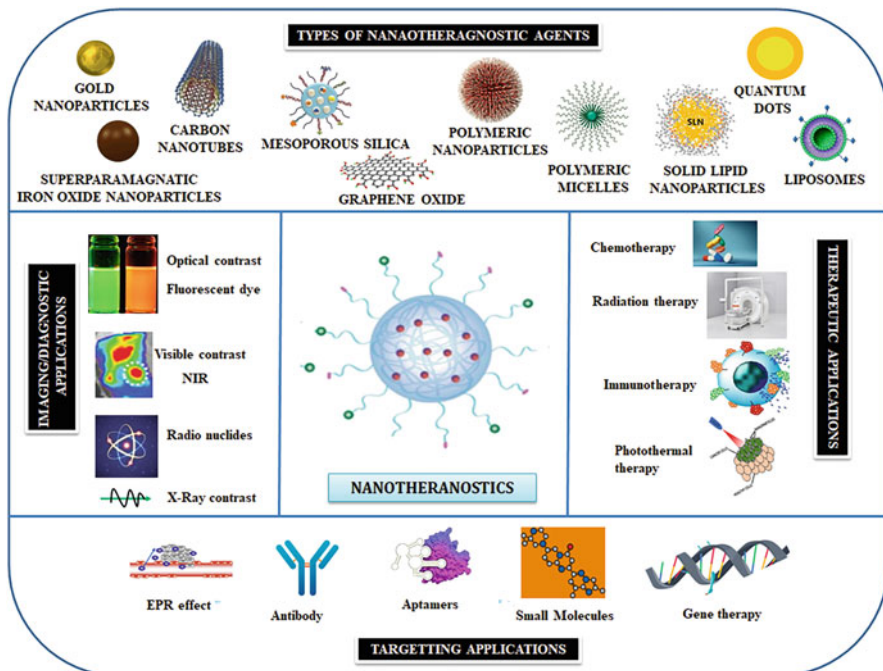 TYPES OF NANAOTHERAGNOSTIC AGENTS
GOLD
NANOPARTICLES
CARBON
NANOTUBES
MESOPOROUS SILICA
POLYMERIC
NANOPARTICLES
SLN
QUANTUM
DOTS
SUPERPARAMAGNATIC
IRON OXIDE NANOPARTICLES
GRAPHENE OXIDE
POLYMERIC
MICELLES
SOLID LIPID
NANOPARTICLES
LIPOSOMES
IMAGING/DIAGNOSTIC
APPLICATIONS
Optical contrast
Fluorescent dye
Visible contrast
NIR
Radio nuclides
X-Ray contrast
NANOTHERANOSTICS
Chemotherapy
Radiation therapy
Immunotherapy
Photothermal
therapy
THERAPEUTIC APPLICATIONS
EPR effect
Antibody
Aptamers
Small Molecules
Gene therapy
TARGETTING APPLICATIONS